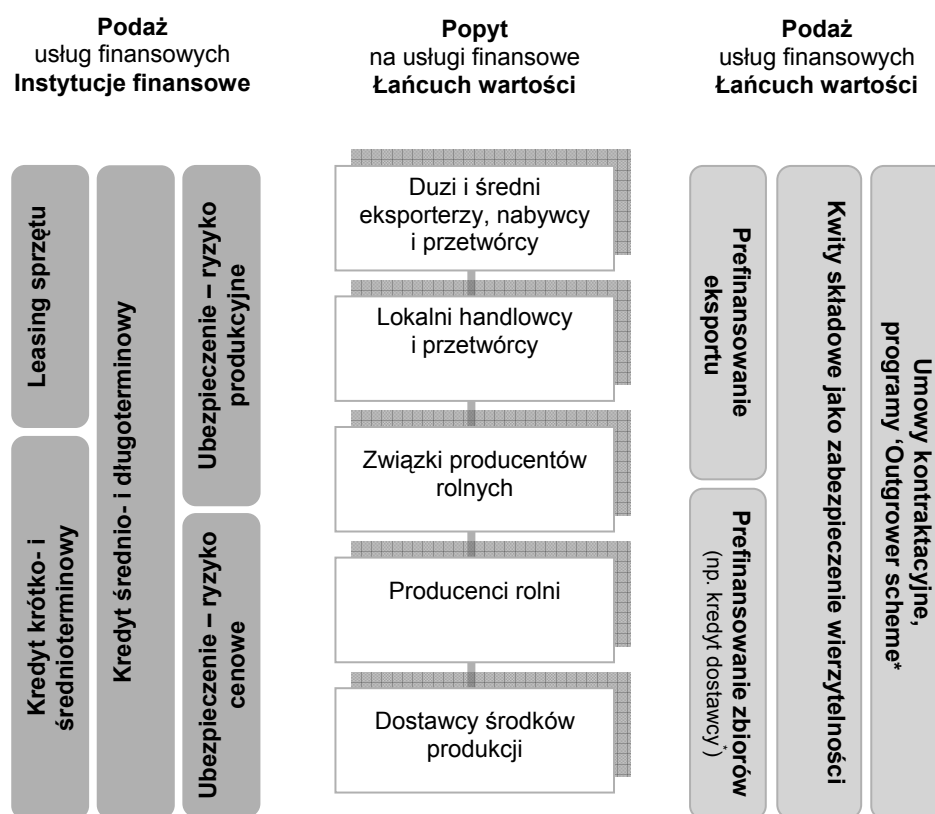 Podaż
usług finansowych
Instytucje finansowe
Popyt
na usługi finansowe
Łańcuch wartości
Podaż
usług finansowych
Łańcuch wartości
Leasing sprzętu
Kredyt krótko- i
średnioterminowy
Kredyt średnio- i długoterminowy
Ubezpieczenie – ryzyko
produkcyjne
Ubezpieczenie – ryzyko
cenowe
Duzi i średni
eksporterzy, nabywcy
i przetwórcy
Lokalni handlowcy
i przetwórcy
Związki producentów
rolnych
Producenci rolni
Dostawcy środków
produkcji
Prefinansowanie
eksportu
Prefinansowanie zbiorów
(np. kredyt dostawcy*)
Kwity składowe jako zabezpieczenie wierzytelności
Umowy kontraktacyjne,
programy ‘Outgrower scheme*